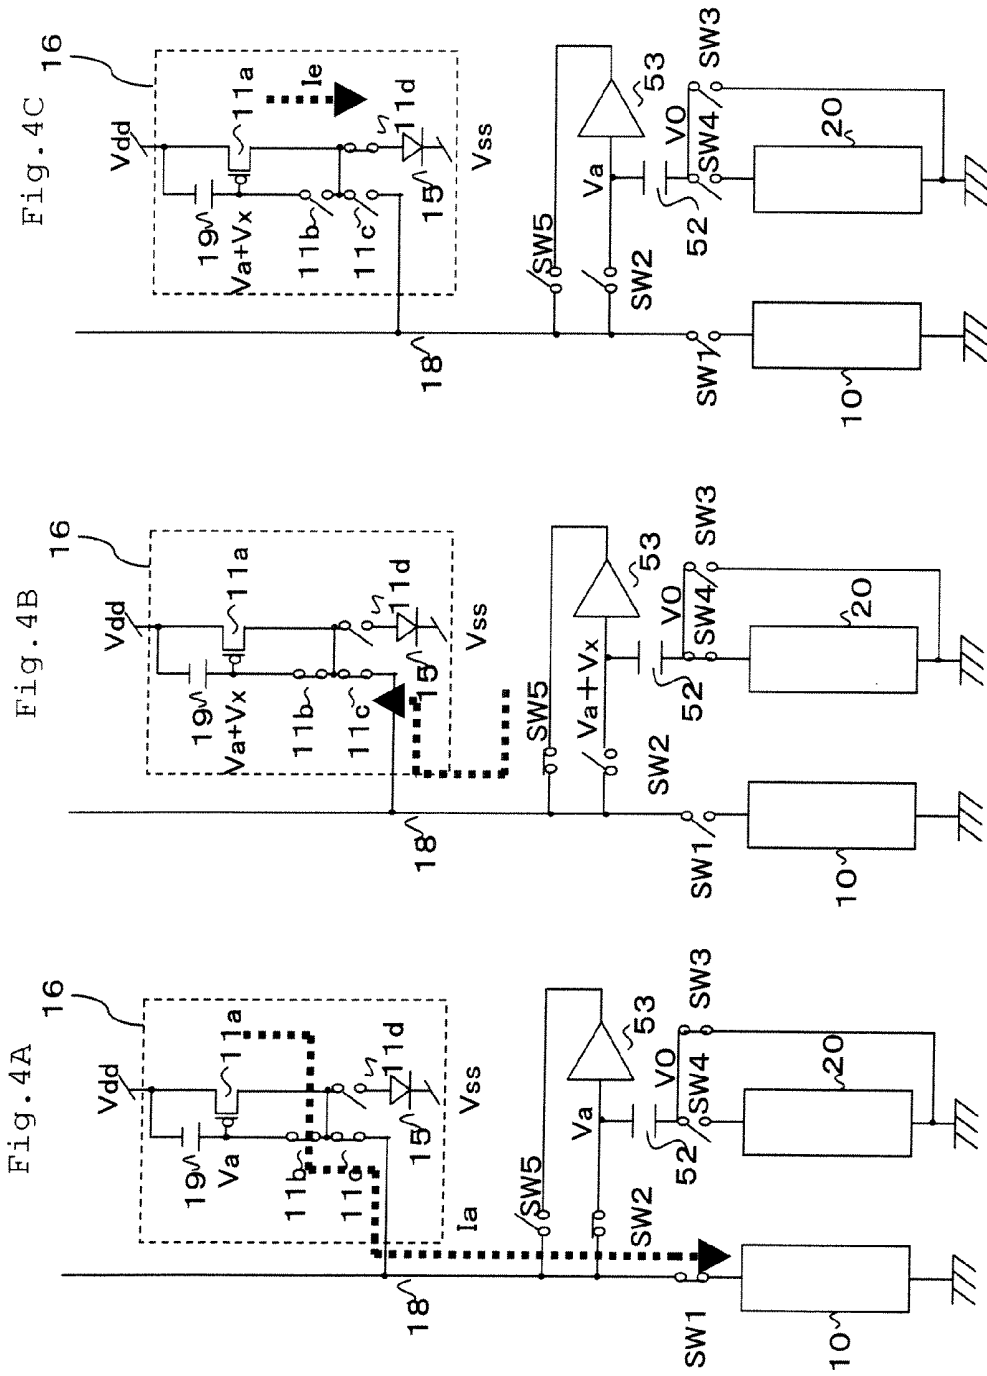 Fig.4A
16
Vdd
19
11a
Va
11b
11c
11d
15
Vss
Ia
18
SW5
SW2
Va
53
52
V0
SW4
SW3
SW1
10
20
Fig.4B
16
Vdd
19
11a
Va+Vx
11b
11c
11d
15
Vss
18
SW5
SW2
Va+Vx
53
52
V0
SW4
SW3
SW1
10
20
Fig.4C
16
Vdd
19
11a
Ie
Va+Vx
11b
11c
11d
15
Vss
18
SW5
SW2
Va
53
52
V0
SW4
SW3
SW1
10
20